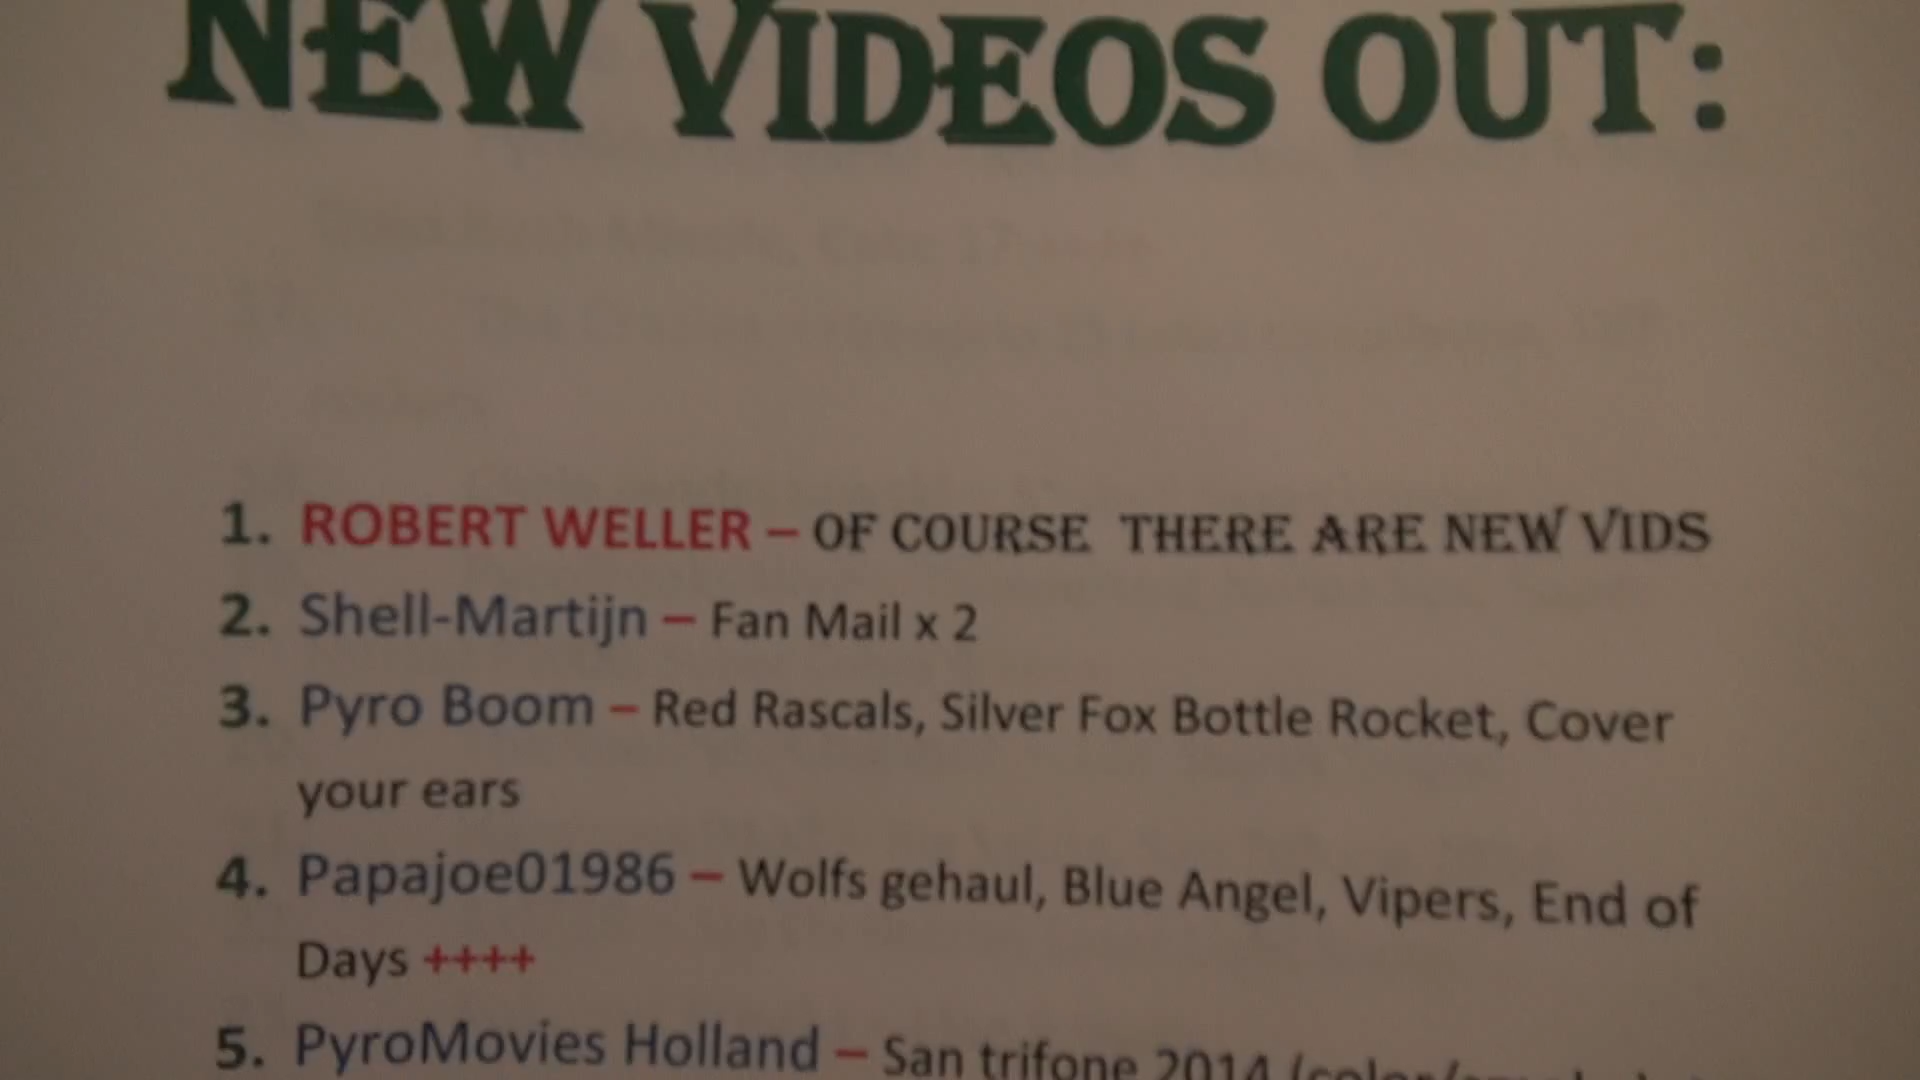 NEW VIDEOS OUT:
1. ROBERT WELLER – OF COURSE THERE ARE NEW VIDS
2. Shell-Martijn – Fan Mail x 2
3. Pyro Boom – Red Rascals, Silver Fox Bottle Rocket, Cover
your ears
4. Papajoe01986 – Wolfs gehaul, Blue Angel, Vipers, End of
Days ++++
5. PyroMovies Holland – San trifone 2014